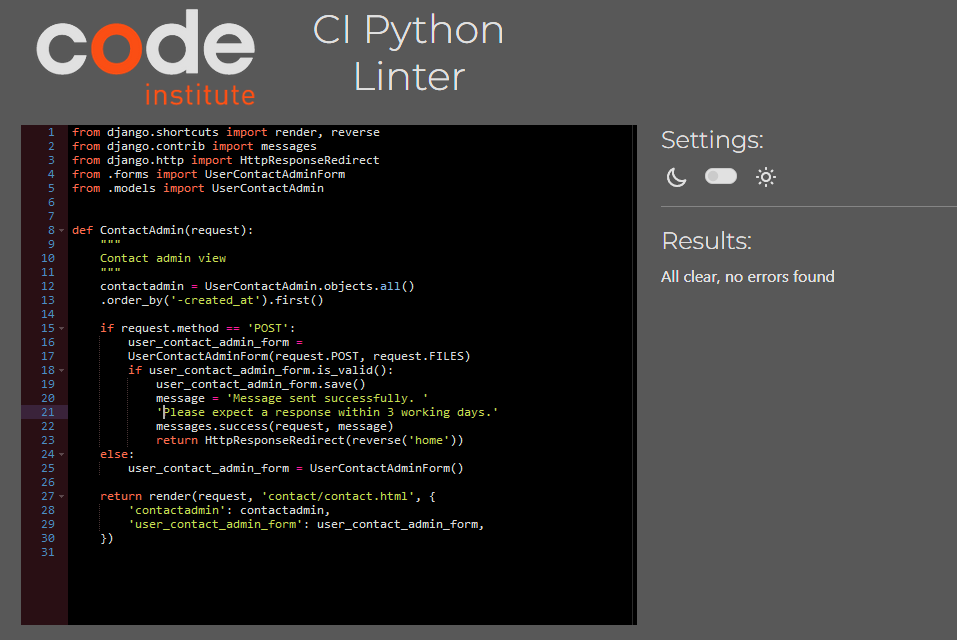 code
institute
CI Python
Linter
1 from django.shortcuts import render, reverse
2 from django.contrib import messages
3 from django.http import HttpResponseRedirect
4 from .forms import UserContactAdminForm
5 from .models import UserContactAdmin
6
7
8 def ContactAdmin(request):
9     """
10     Contact admin view
11     """
12     contactadmin = UserContactAdmin.objects.all()
13     .order_by('-created_at').first()
14
15     if request.method == 'POST':
16         user_contact_admin_form =
17         UserContactAdminForm(request.POST, request.FILES)
18         if user_contact_admin_form.is_valid():
19             user_contact_admin_form.save()
20             message = 'Message sent successfully. '
21             'Please expect a response within 3 working days.'
22             messages.success(request, message)
23             return HttpResponseRedirect(reverse('home'))
24     else:
25         user_contact_admin_form = UserContactAdminForm()
26
27     return render(request, 'contact/contact.html', {
28         'contactadmin': contactadmin,
29         'user_contact_admin_form': user_contact_admin_form,
30     })
31
Settings:
Results:
All clear, no errors found